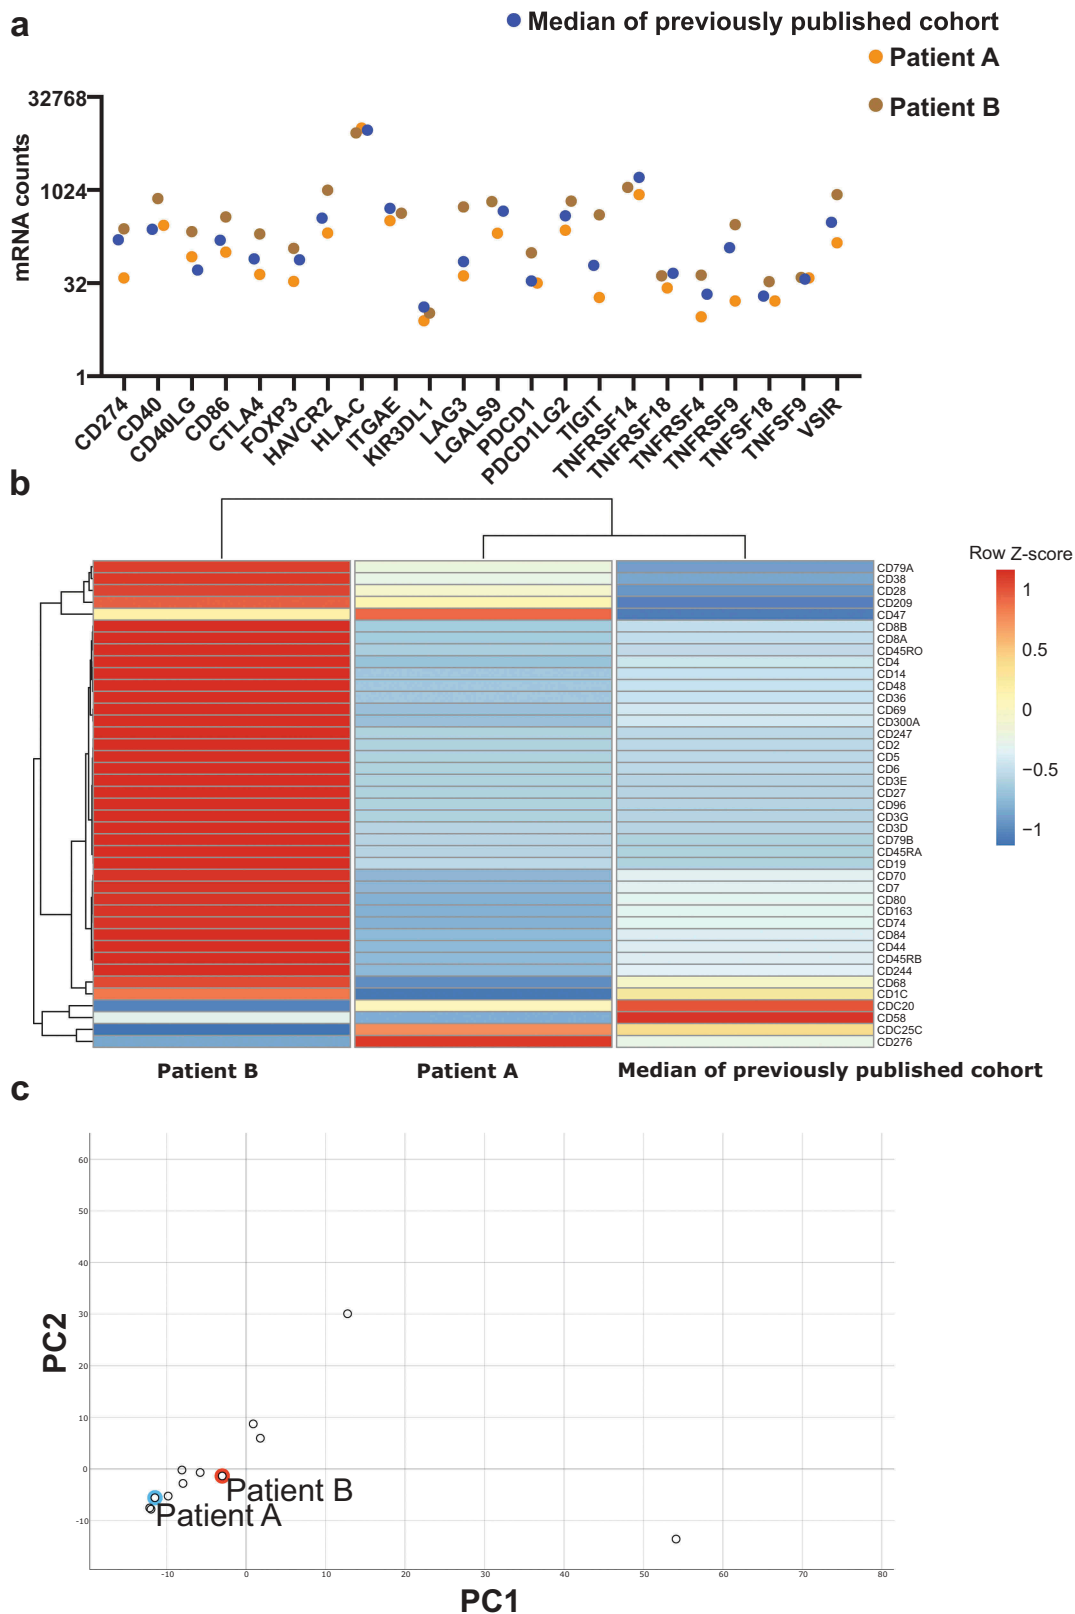 a
Median of previously published cohort
Patient A
Patient B
mRNA counts
32768
1024
32
1
CD274
CD40
CD40LG
CD86
CTLA4
FOXP3
HAVCR2
HLA-C
ITGAE
KIR3DL1
LAG3
LGALS9
PDCD1
PDCD1LG2
TIGIT
TNFRSF14
TNFRSF18
TNFRSF4
TNFRSF9
TNFSF18
TNFSF9
VSIR
b
Row Z-score
1
0.5
0
−0.5
−1
CD79A
CD38
CD28
CD209
CD47
CD8B
CD8A
CD45RO
CD4
CD14
CD48
CD36
CD69
CD300A
CD247
CD2
CD5
CD6
CD3E
CD27
CD96
CD3G
CD3D
CD79B
CD45RA
CD19
CD70
CD7
CD80
CD163
CD74
CD84
CD44
CD45RB
CD244
CD68
CD1C
CDC20
CD58
CDC25C
CD276
Patient B
Patient A
Median of previously published cohort
c
PC2
60
50
40
30
20
10
0
-10
Patient B
Patient A
-10
0
10
20
30
40
50
60
70
80
PC1